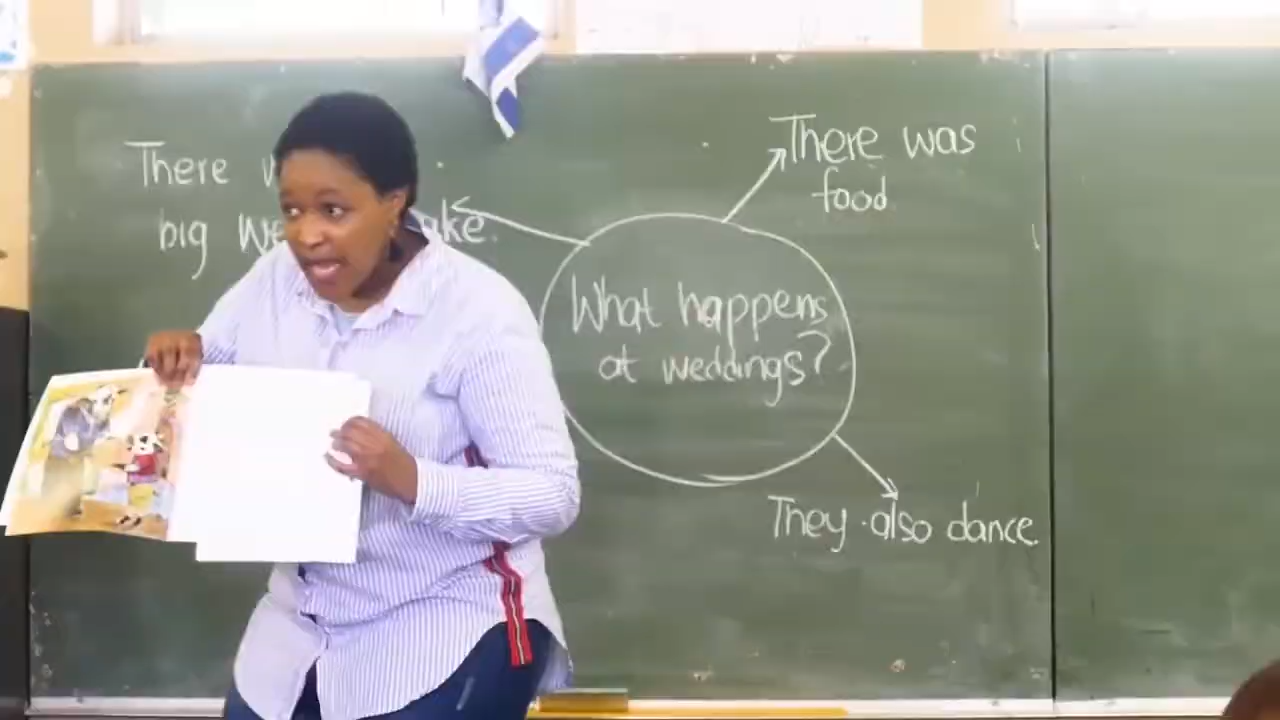 There
big
There was
food
What happens
at weddings?
They also dance.